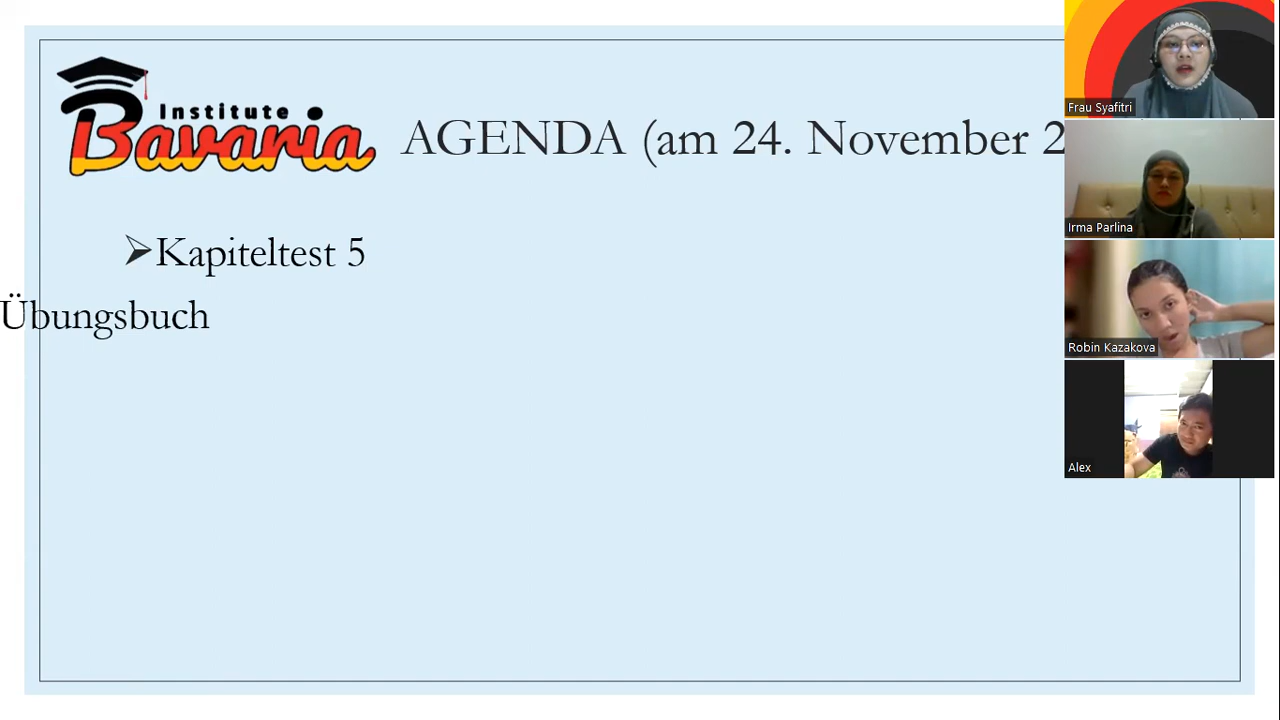 Institute
Bavaria
AGENDA (am 24. November 2
➤Kapiteltest 5
Übungsbuch
Frau Syafitri
Irma Parlina
Robin Kazakova
Alex